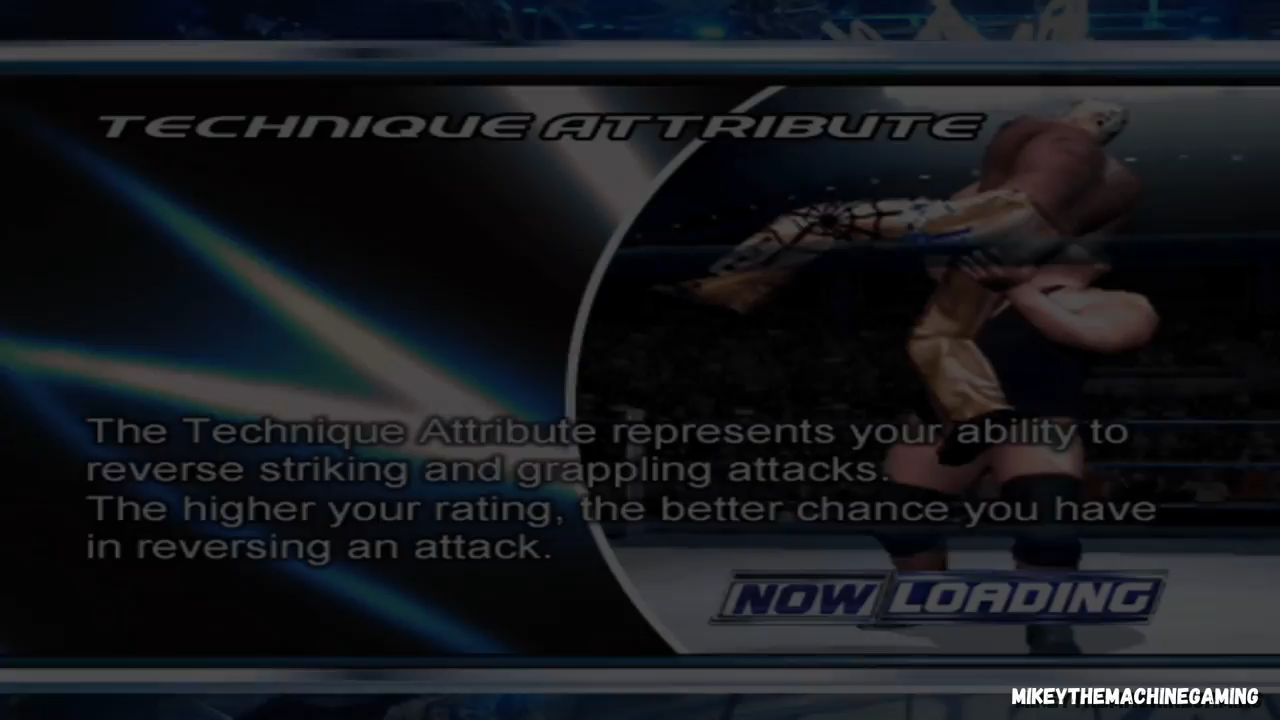 TECHNIQUE ATTRIBUTE
The Technique Attribute represents your ability to
reverse striking and grappling attacks.
The higher your rating, the better chance you have
in reversing an attack.
NOW LOADING
MIKEYTHEMACHINEGAMING